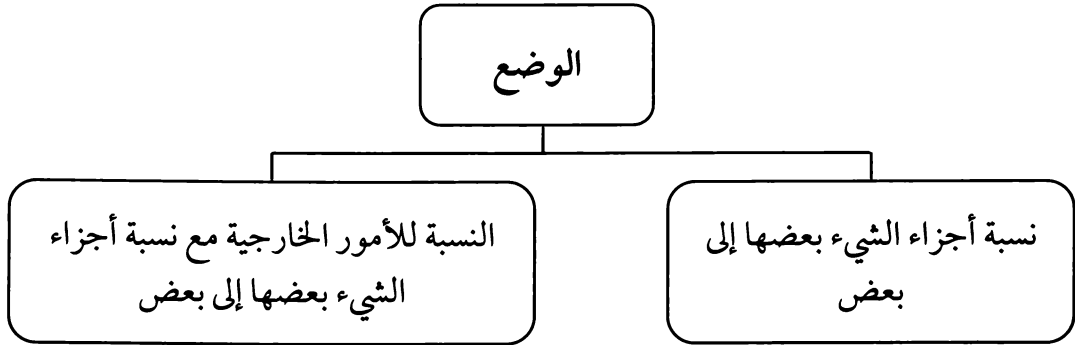 الوضع
نسبة أجزاء الشيء بعضها إلى
بعض
النسبة للأمور الخارجية مع نسبة أجزاء
الشيء بعضها إلى بعض